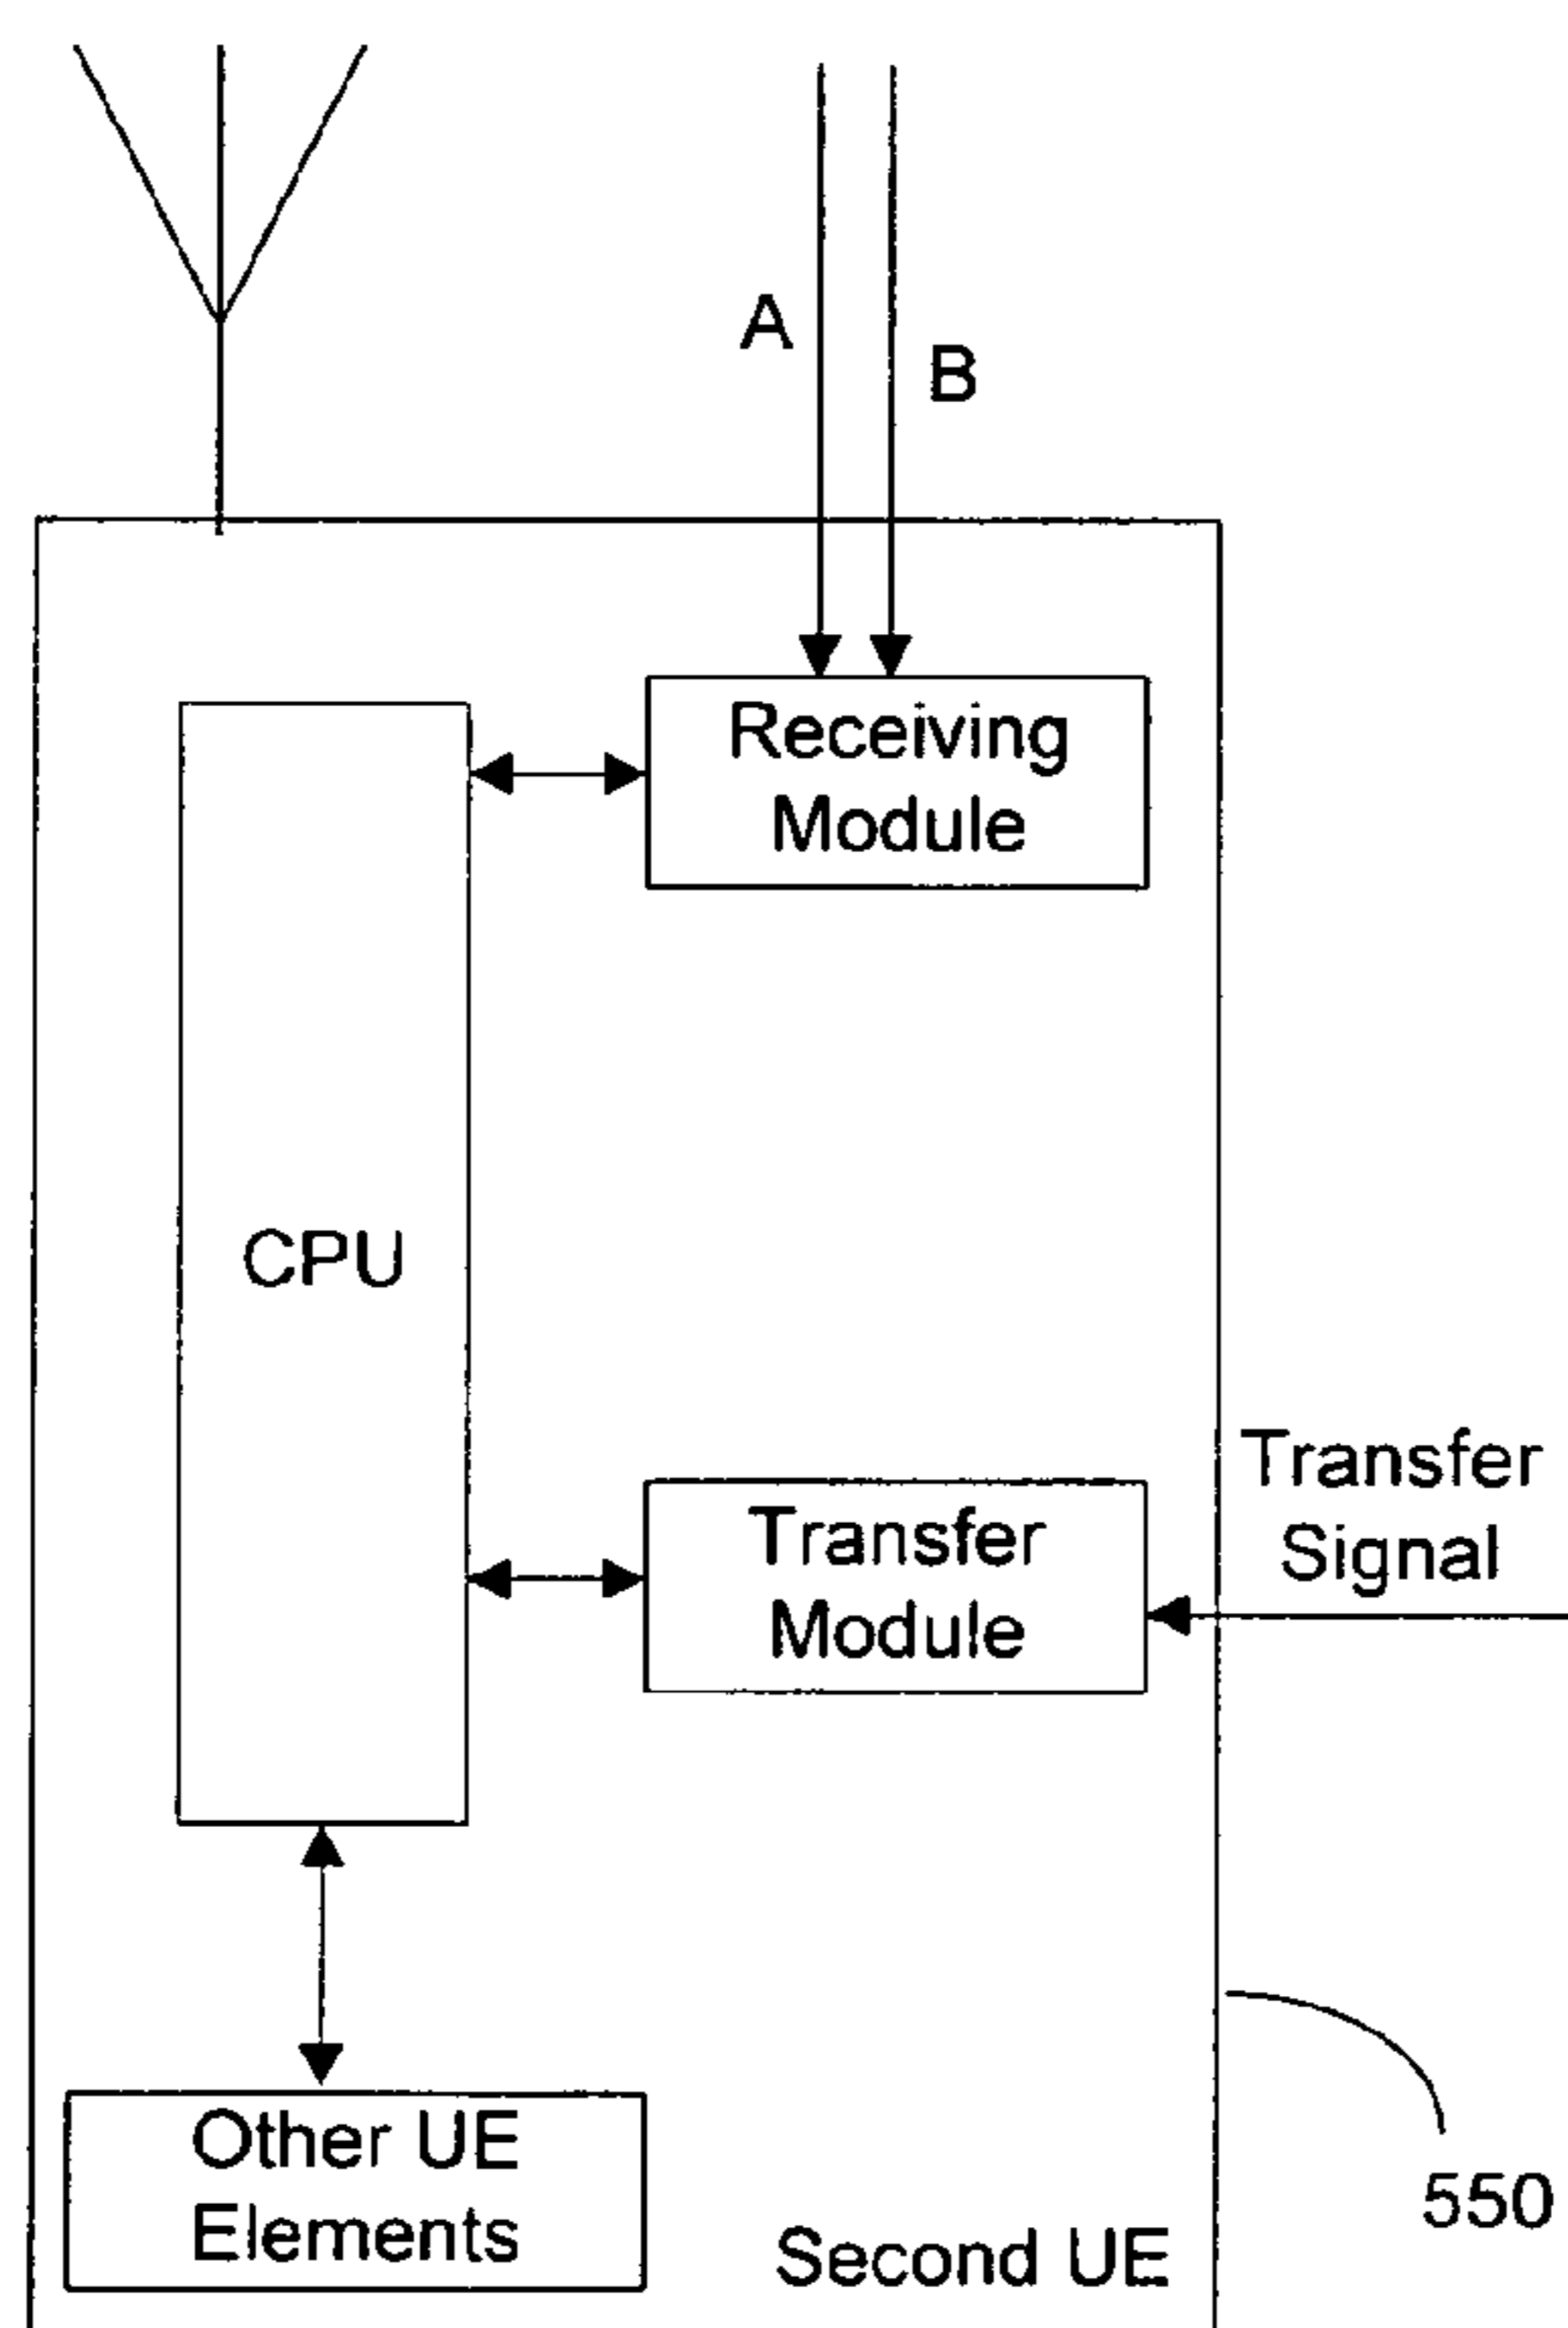 A
B
Receiving
Module
CPU
Transfer
Signal
Transfer
Module
Other UE
Elements
Second UE
550